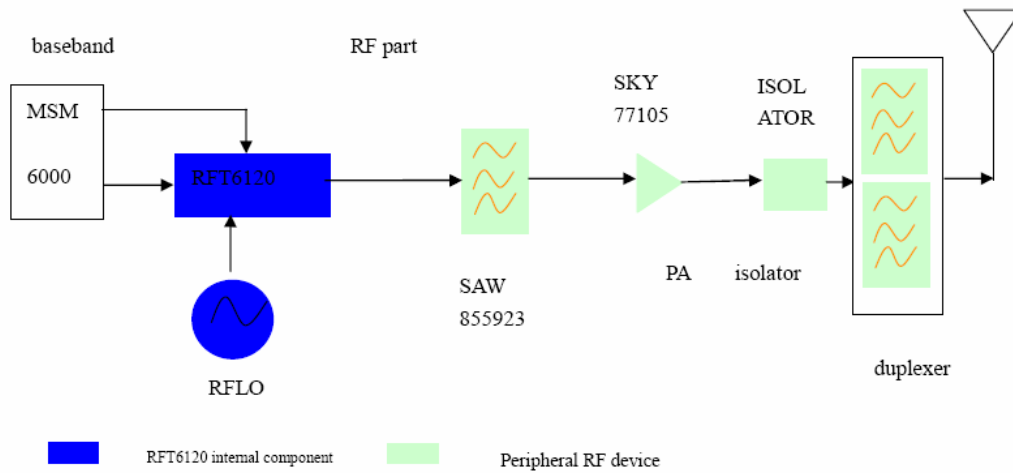 baseband
RF part
MSM
6000
RFT6120
RFLO
SAW
855923
SKY
77105
PA
ISOL
ATOR
isolator
duplexer
RFT6120 internal component
Peripheral RF device